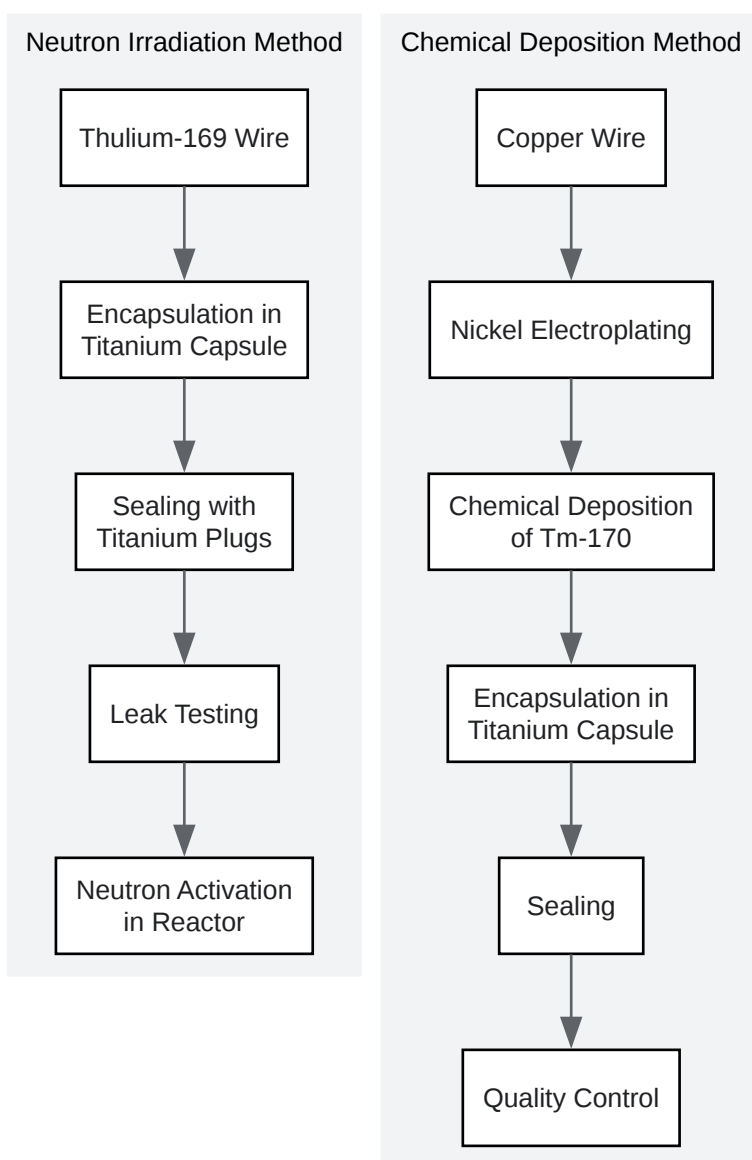 Neutron Irradiation Method
Thulium-169 Wire
Encapsulation in
Titanium Capsule
Sealing with
Titanium Plugs
Leak Testing
Neutron Activation
in Reactor
Chemical Deposition Method
Copper Wire
Nickel Electroplating
Chemical Deposition
of Tm-170
Encapsulation in
Titanium Capsule
Sealing
Quality Control